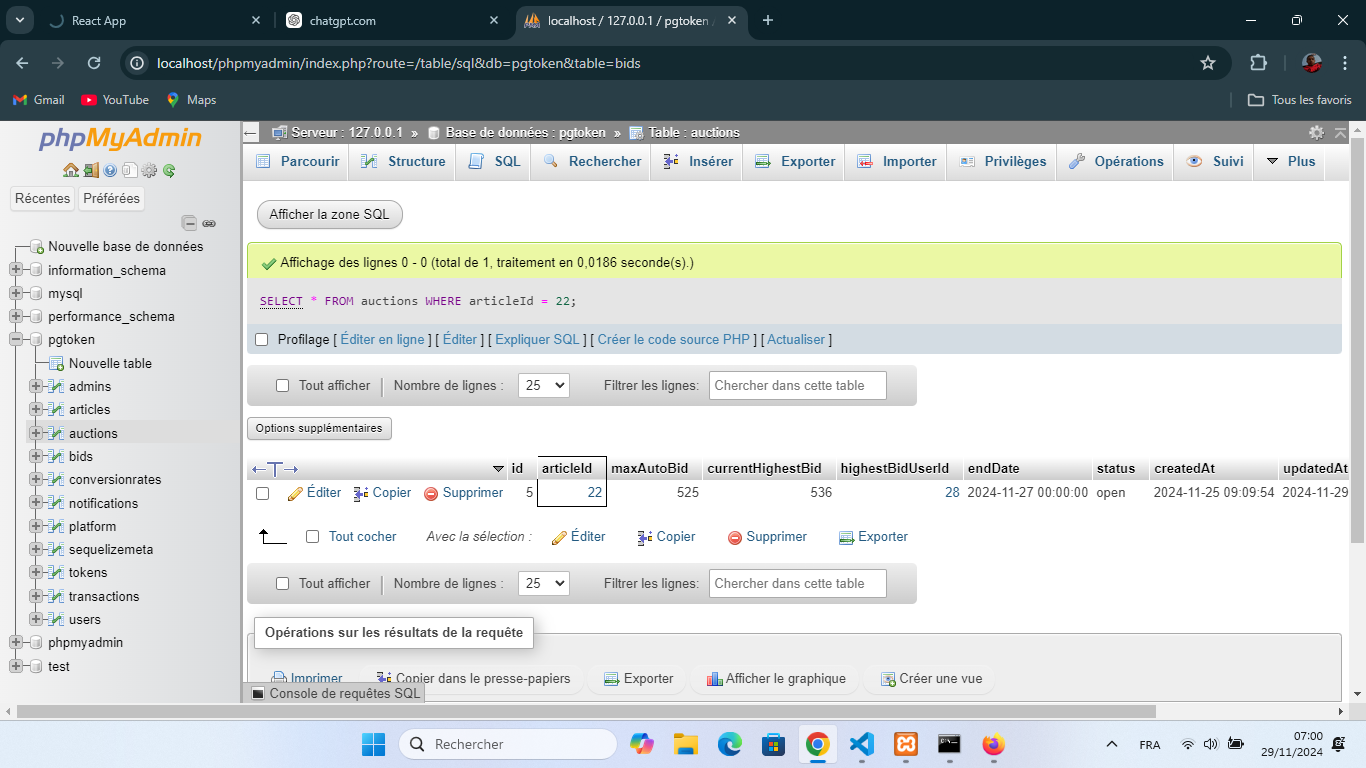 React App
chatgpt.com
localhost / 127.0.0.1 / pgtoken /
localhost/phpmyadmin/index.php?route=/table/sql&db=pgtoken&table=bids
Gmail YouTube Maps Tous les favoris
phpMyAdmin
Récentes Préférées
Nouvelle base de données
information_schema
mysql
performance_schema
pgtoken
Nouvelle table
admins
articles
auctions
bids
conversionrates
notifications
platform
sequelizemeta
tokens
transactions
users
phpmyadmin
test
Serveur : 127.0.0.1 » Base de données : pgtoken » Table : auctions
Parcourir Structure SQL Rechercher Insérer Exporter Importer Privilèges Opérations Suivi Plus
Afficher la zone SQL
Affichage des lignes 0 - 0 (total de 1, traitement en 0,0186 seconde(s).)
SELECT * FROM auctions WHERE articleId = 22;
Profilage [ Éditer en ligne ] [ Éditer ] [ Expliquer SQL ] [ Créer le code source PHP ] [ Actualiser ]
Tout afficher Nombre de lignes : 25 Filtrer les lignes: Chercher dans cette table
Options supplémentaires
id articleId maxAutoBid currentHighestBid highestBidUserId endDate status createdAt updatedAt
Éditer Copier Supprimer 5 22 525 536 28 2024-11-27 00:00:00 open 2024-11-25 09:09:54 2024-11-29
Tout cocher Avec la sélection : Éditer Copier Supprimer Exporter
Tout afficher Nombre de lignes : 25 Filtrer les lignes: Chercher dans cette table
Opérations sur les résultats de la requête
Imprimer Copier dans le presse-papiers Exporter Afficher le graphique Créer une vue
Console de requêtes SQL
Rechercher
FRA
07:00
29/11/2024